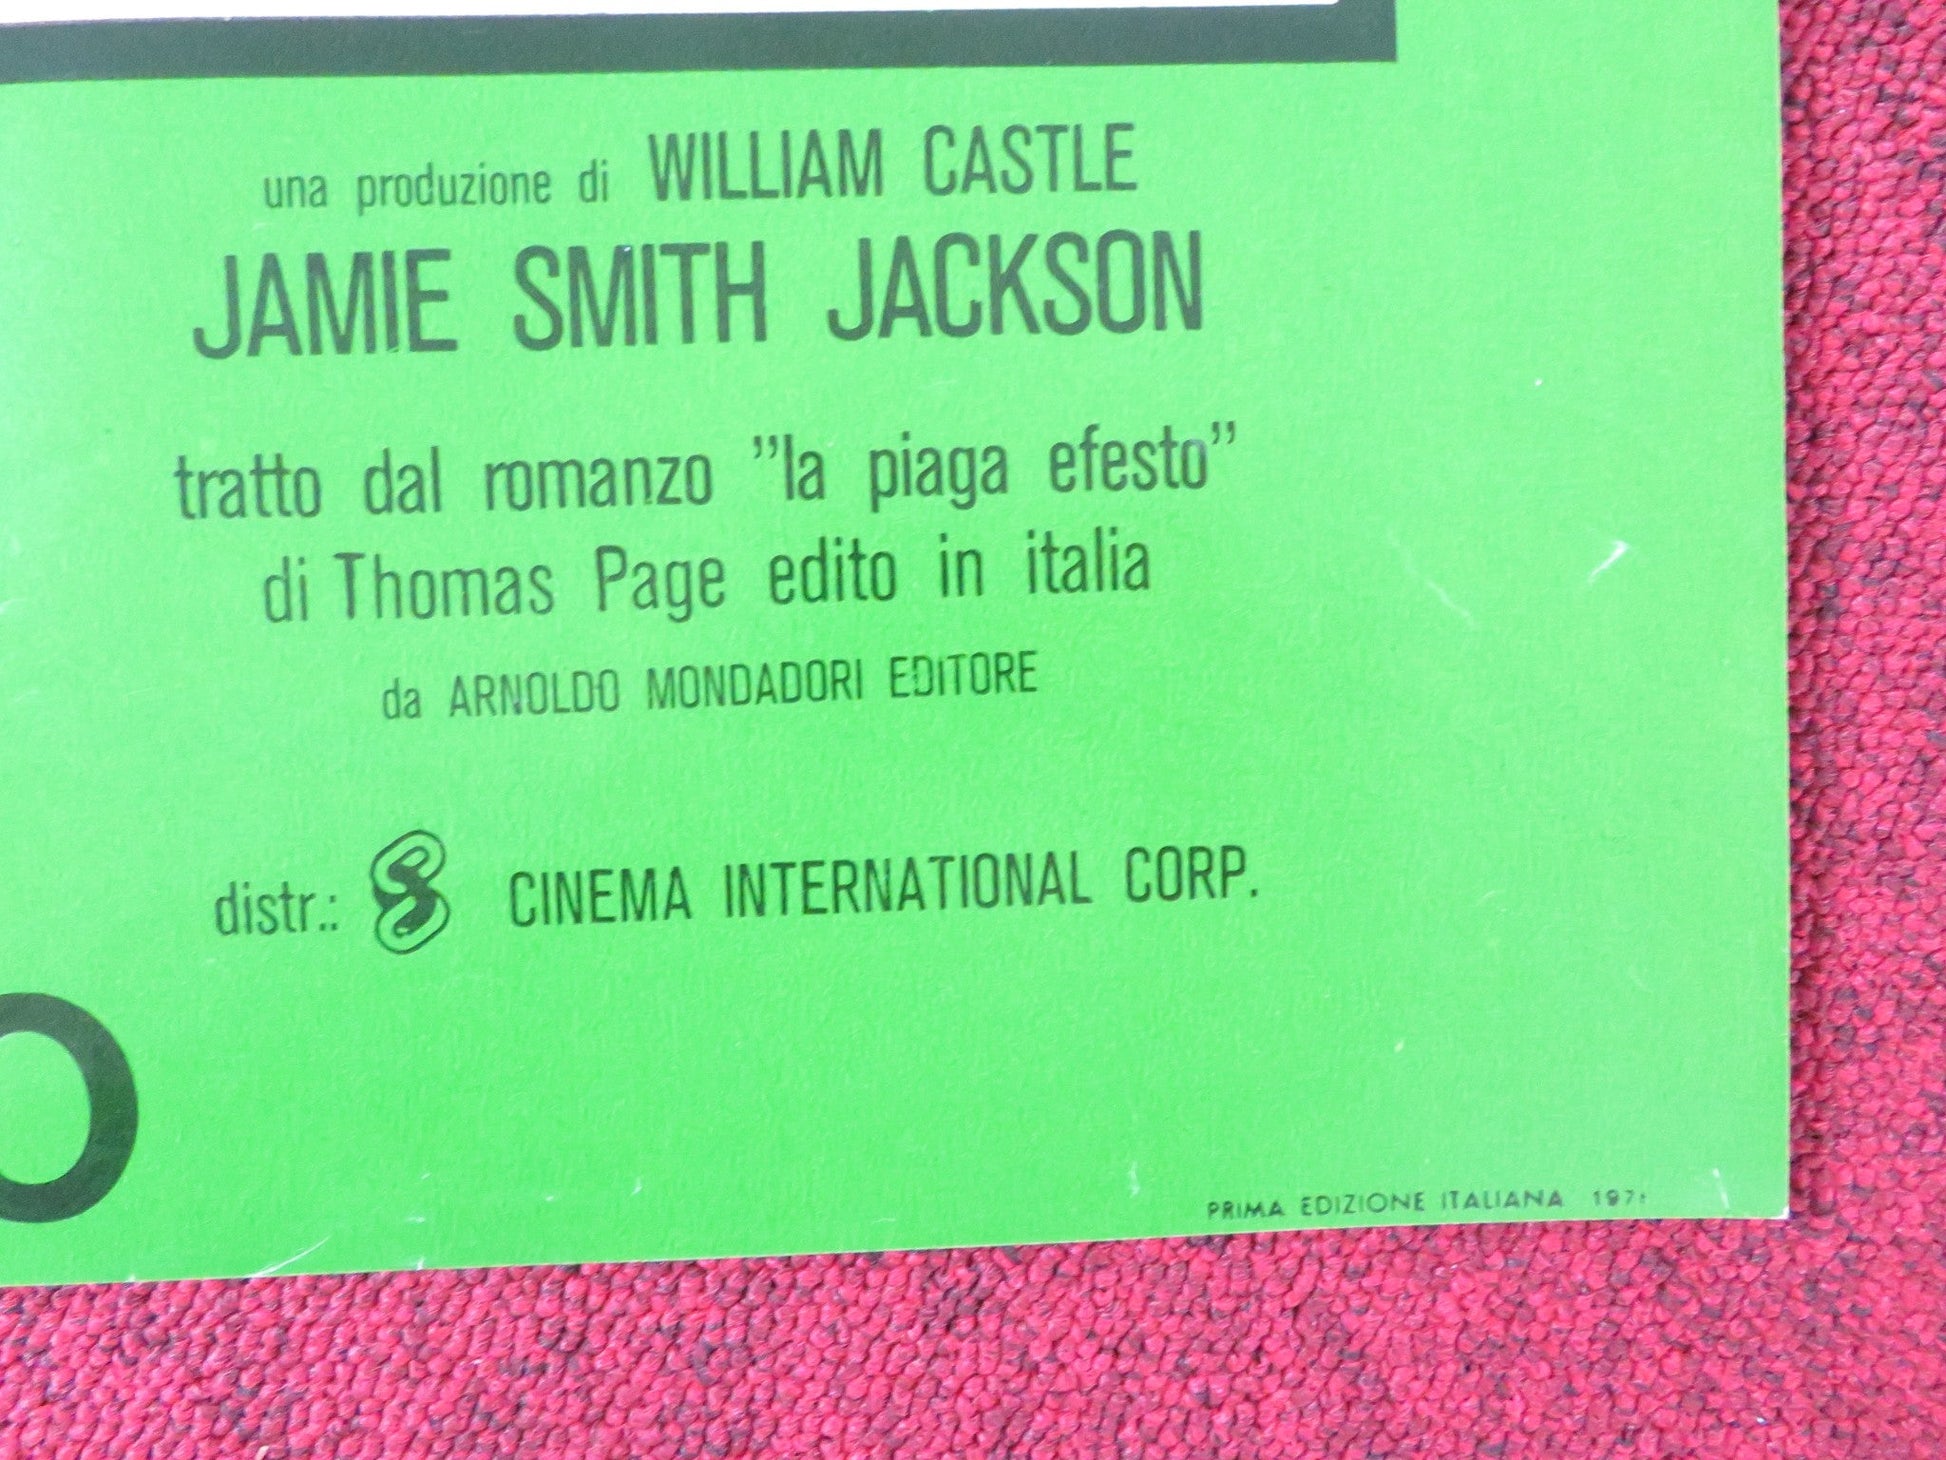 una produzione di WILLIAM CASTLE
JAMIE SMITH JACKSON
tratto dal romanzo ”la piaga efesto”
di Thomas Page edito in italia
da ARNOLDO MONDADORI EDITORE
distr.: CINEMA INTERNATIONAL CORP.
O
PRIMA EDIZIONE ITALIANA